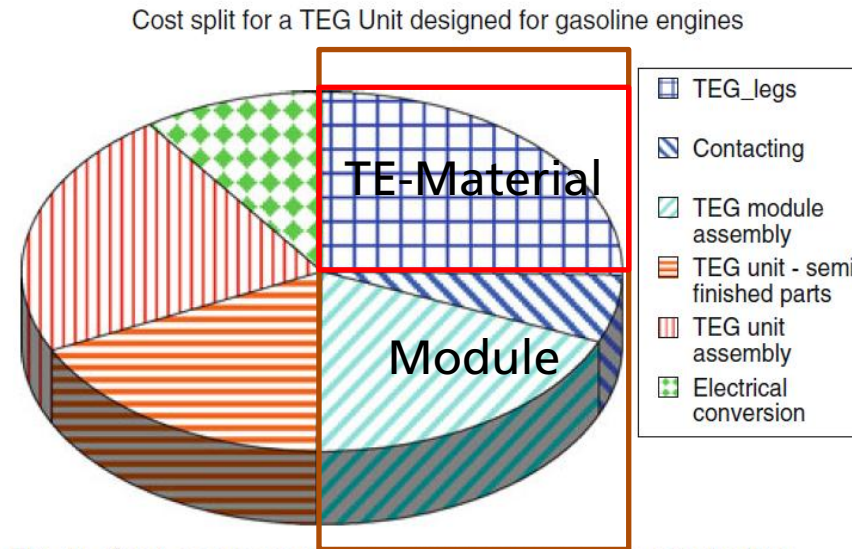 Cost split for a TEG Unit designed for gasoline engines
TE-Material
Module
TEG_legs
Contacting
TEG module
assembly
TEG unit - semi
finished parts
TEG unit
assembly
Electrical
conversion